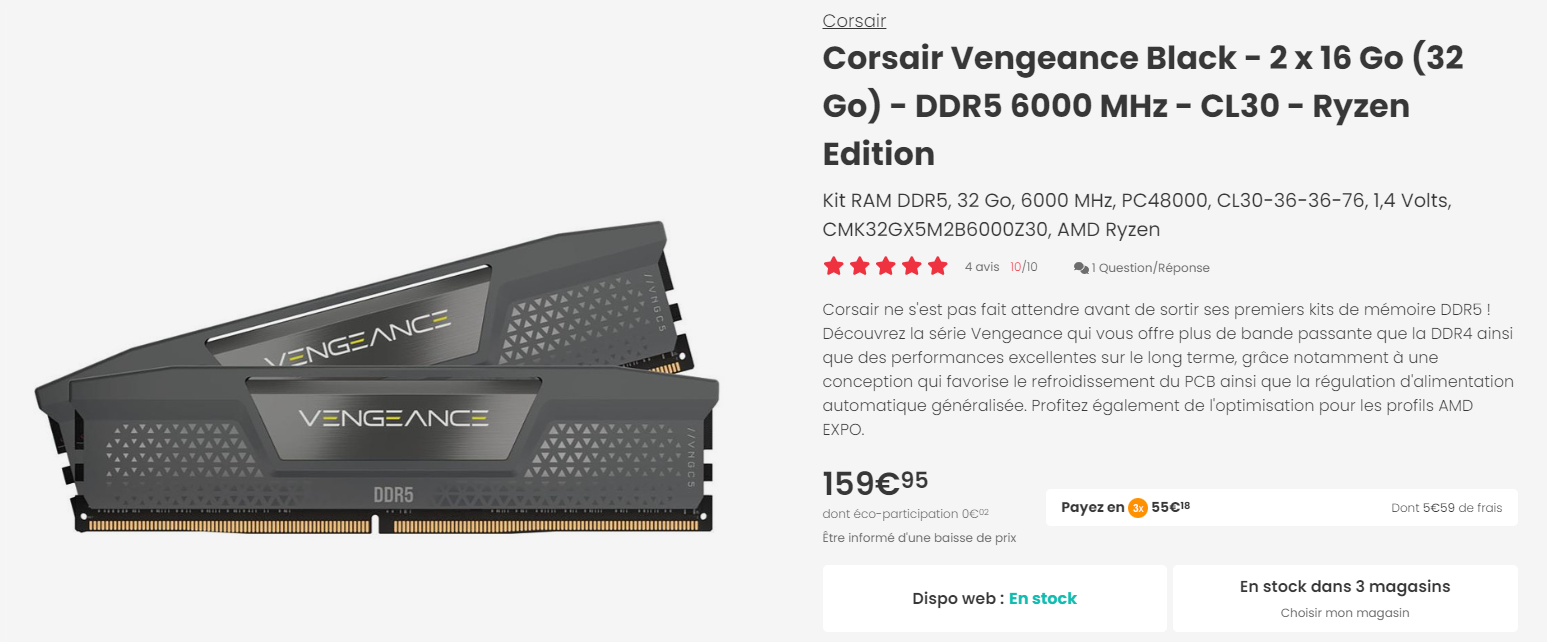 Corsair
Corsair Vengeance Black - 2 x 16 Go (32
Go) - DDR5 6000 MHz - CL30 - Ryzen
Edition
Kit RAM DDR5, 32 Go, 6000 MHz, PC48000, CL30-36-36-76, 1,4 Volts,
CMK32GX5M2B6000Z30, AMD Ryzen
4 avis 10/10 1 Question/Réponse
Corsair ne s'est pas fait attendre avant de sortir ses premiers kits de mémoire DDR5 !
Découvrez la série Vengeance qui vous offre plus de bande passante que la DDR4 ainsi
que des performances excellentes sur le long terme, grâce notamment à une
conception qui favorise le refroidissement du PCB ainsi que la régulation d'alimentation
automatique généralisée. Profitez également de l'optimisation pour les profils AMD
EXPO.
159€95
dont éco-participation 0€02
Être informé d'une baisse de prix
Payez en 3x 55€18 Dont 5€59 de frais
Dispo web : En stock
En stock dans 3 magasins
Choisir mon magasin
VENGEANCE
//VNGC5
VENGEANCE
//VNGC5
DDR5